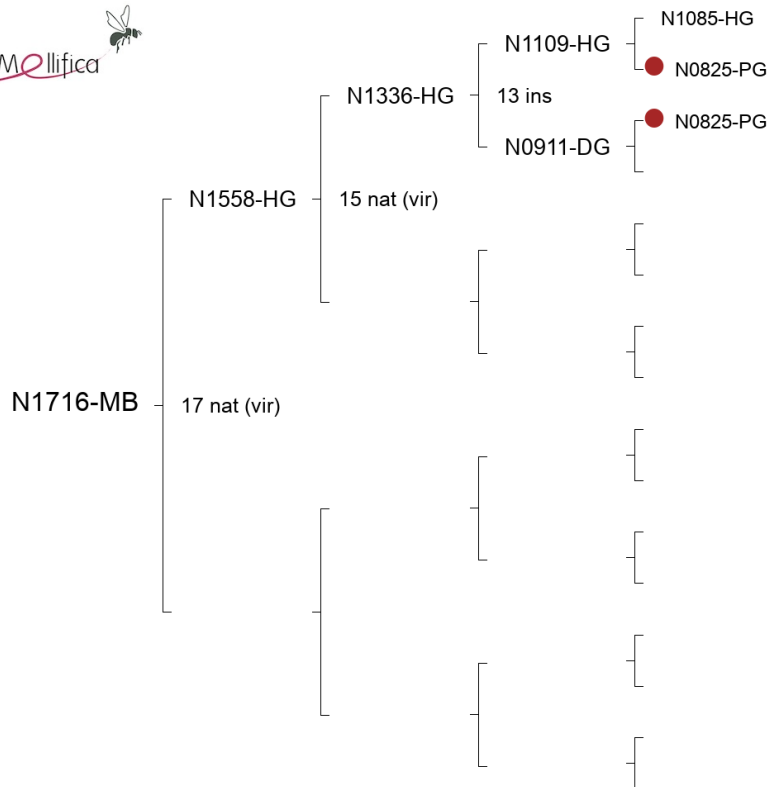 N1085-HG
N1109-HG
Mellifica
N0825-PG
N1336-HG
13 ins
N0825-PG
N0911-DG
N1558-HG
15 nat (vir)
N1716-MB
17 nat (vir)